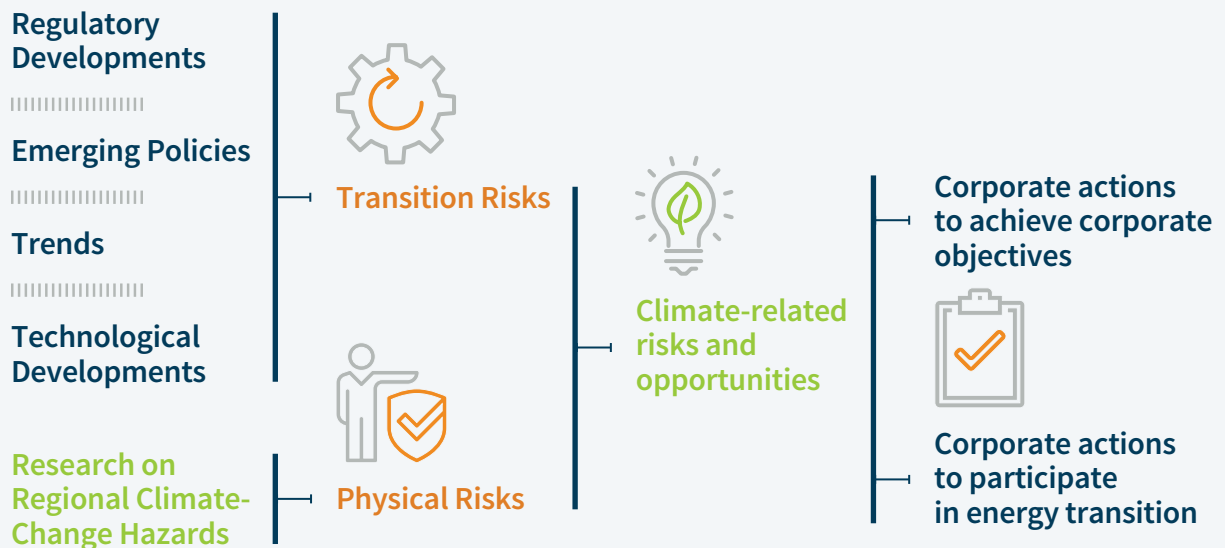 Regulatory
Developments
Emerging Policies
Trends
Technological
Developments
Research on
Regional Climate-
Change Hazards
Transition Risks
Physical Risks
Climate-related
risks and
opportunities
Corporate actions
to achieve corporate
objectives
Corporate actions
to participate
in energy transition